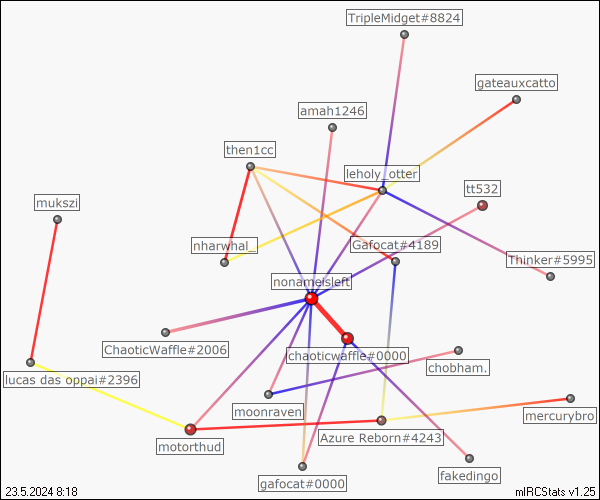 TripleMidget#8824
gateauxcatto
amah1246
then1cc
leholy_otter
tt532
mukszi
nharwhal_
Gafocat#4189
Thinker#5995
nonameisleft
ChaoticWaffle#2006
chaoticwaffle#0000
chobham.
lucas das oppai#2396
moonraven
mercurybro
motorthud
Azure Reborn#4243
gafocat#0000
fakedingo
23.5.2024 8:18
mIRCStats v1.25